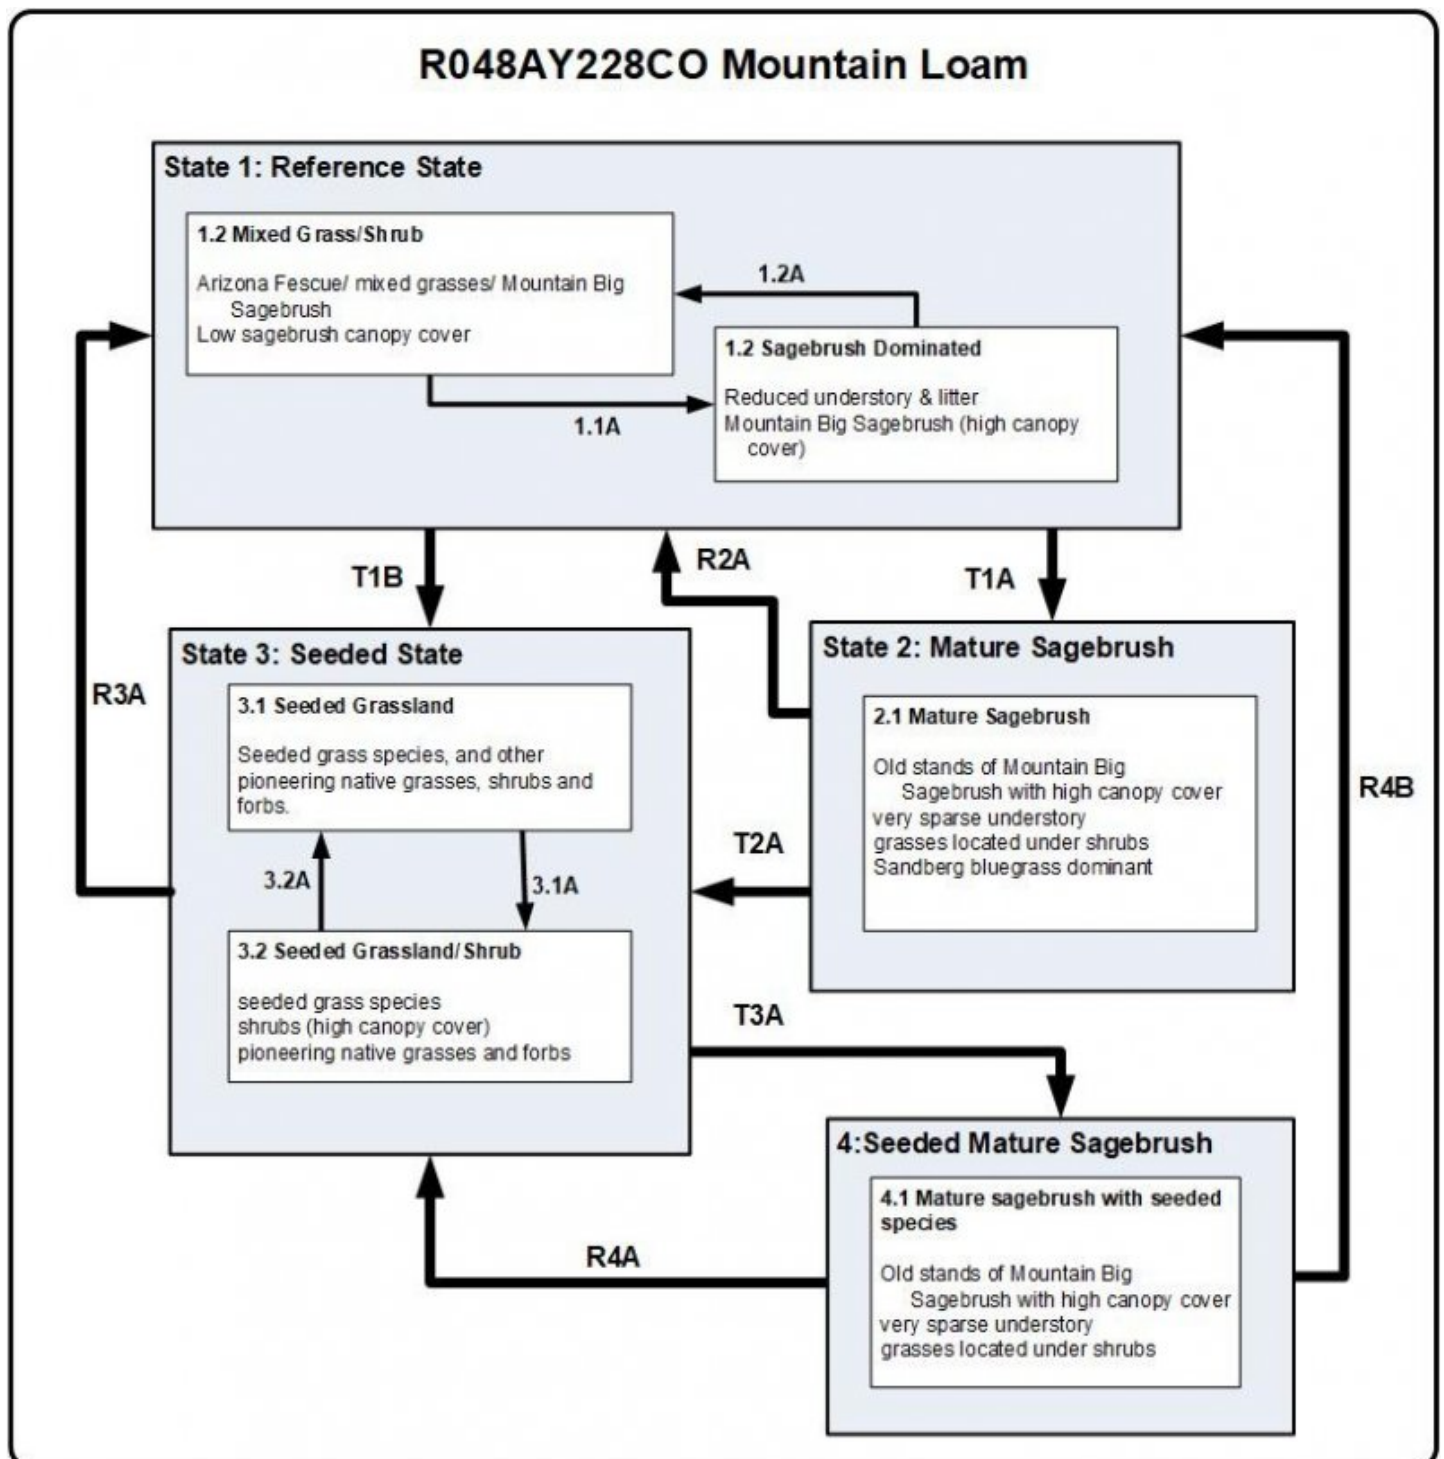 R048AY228CO Mountain Loam
State 1: Reference State
1.2 Mixed Grass/Shrub
Arizona Fescue/ mixed grasses/ Mountain Big
Sagebrush
Low sagebrush canopy cover
1.2A
1.2 Sagebrush Dominated
Reduced understory & litter
Mountain Big Sagebrush (high canopy
cover)
1.1A
T1B
R2A
T1A
R3A
State 3: Seeded State
3.1 Seeded Grassland
Seeded grass species, and other
pioneering native grasses, shrubs and
forbs.
3.2A
3.1A
3.2 Seeded Grassland/Shrub
seeded grass species
shrubs (high canopy cover)
pioneering native grasses and forbs
State 2: Mature Sagebrush
2.1 Mature Sagebrush
Old stands of Mountain Big
Sagebrush with high canopy cover
very sparse understory
grasses located under shrubs
Sandberg bluegrass dominant
R4B
T2A
T3A
4:Seeded Mature Sagebrush
4.1 Mature sagebrush with seeded
species
Old stands of Mountain Big
Sagebrush with high canopy cover
very sparse understory
grasses located under shrubs
R4A